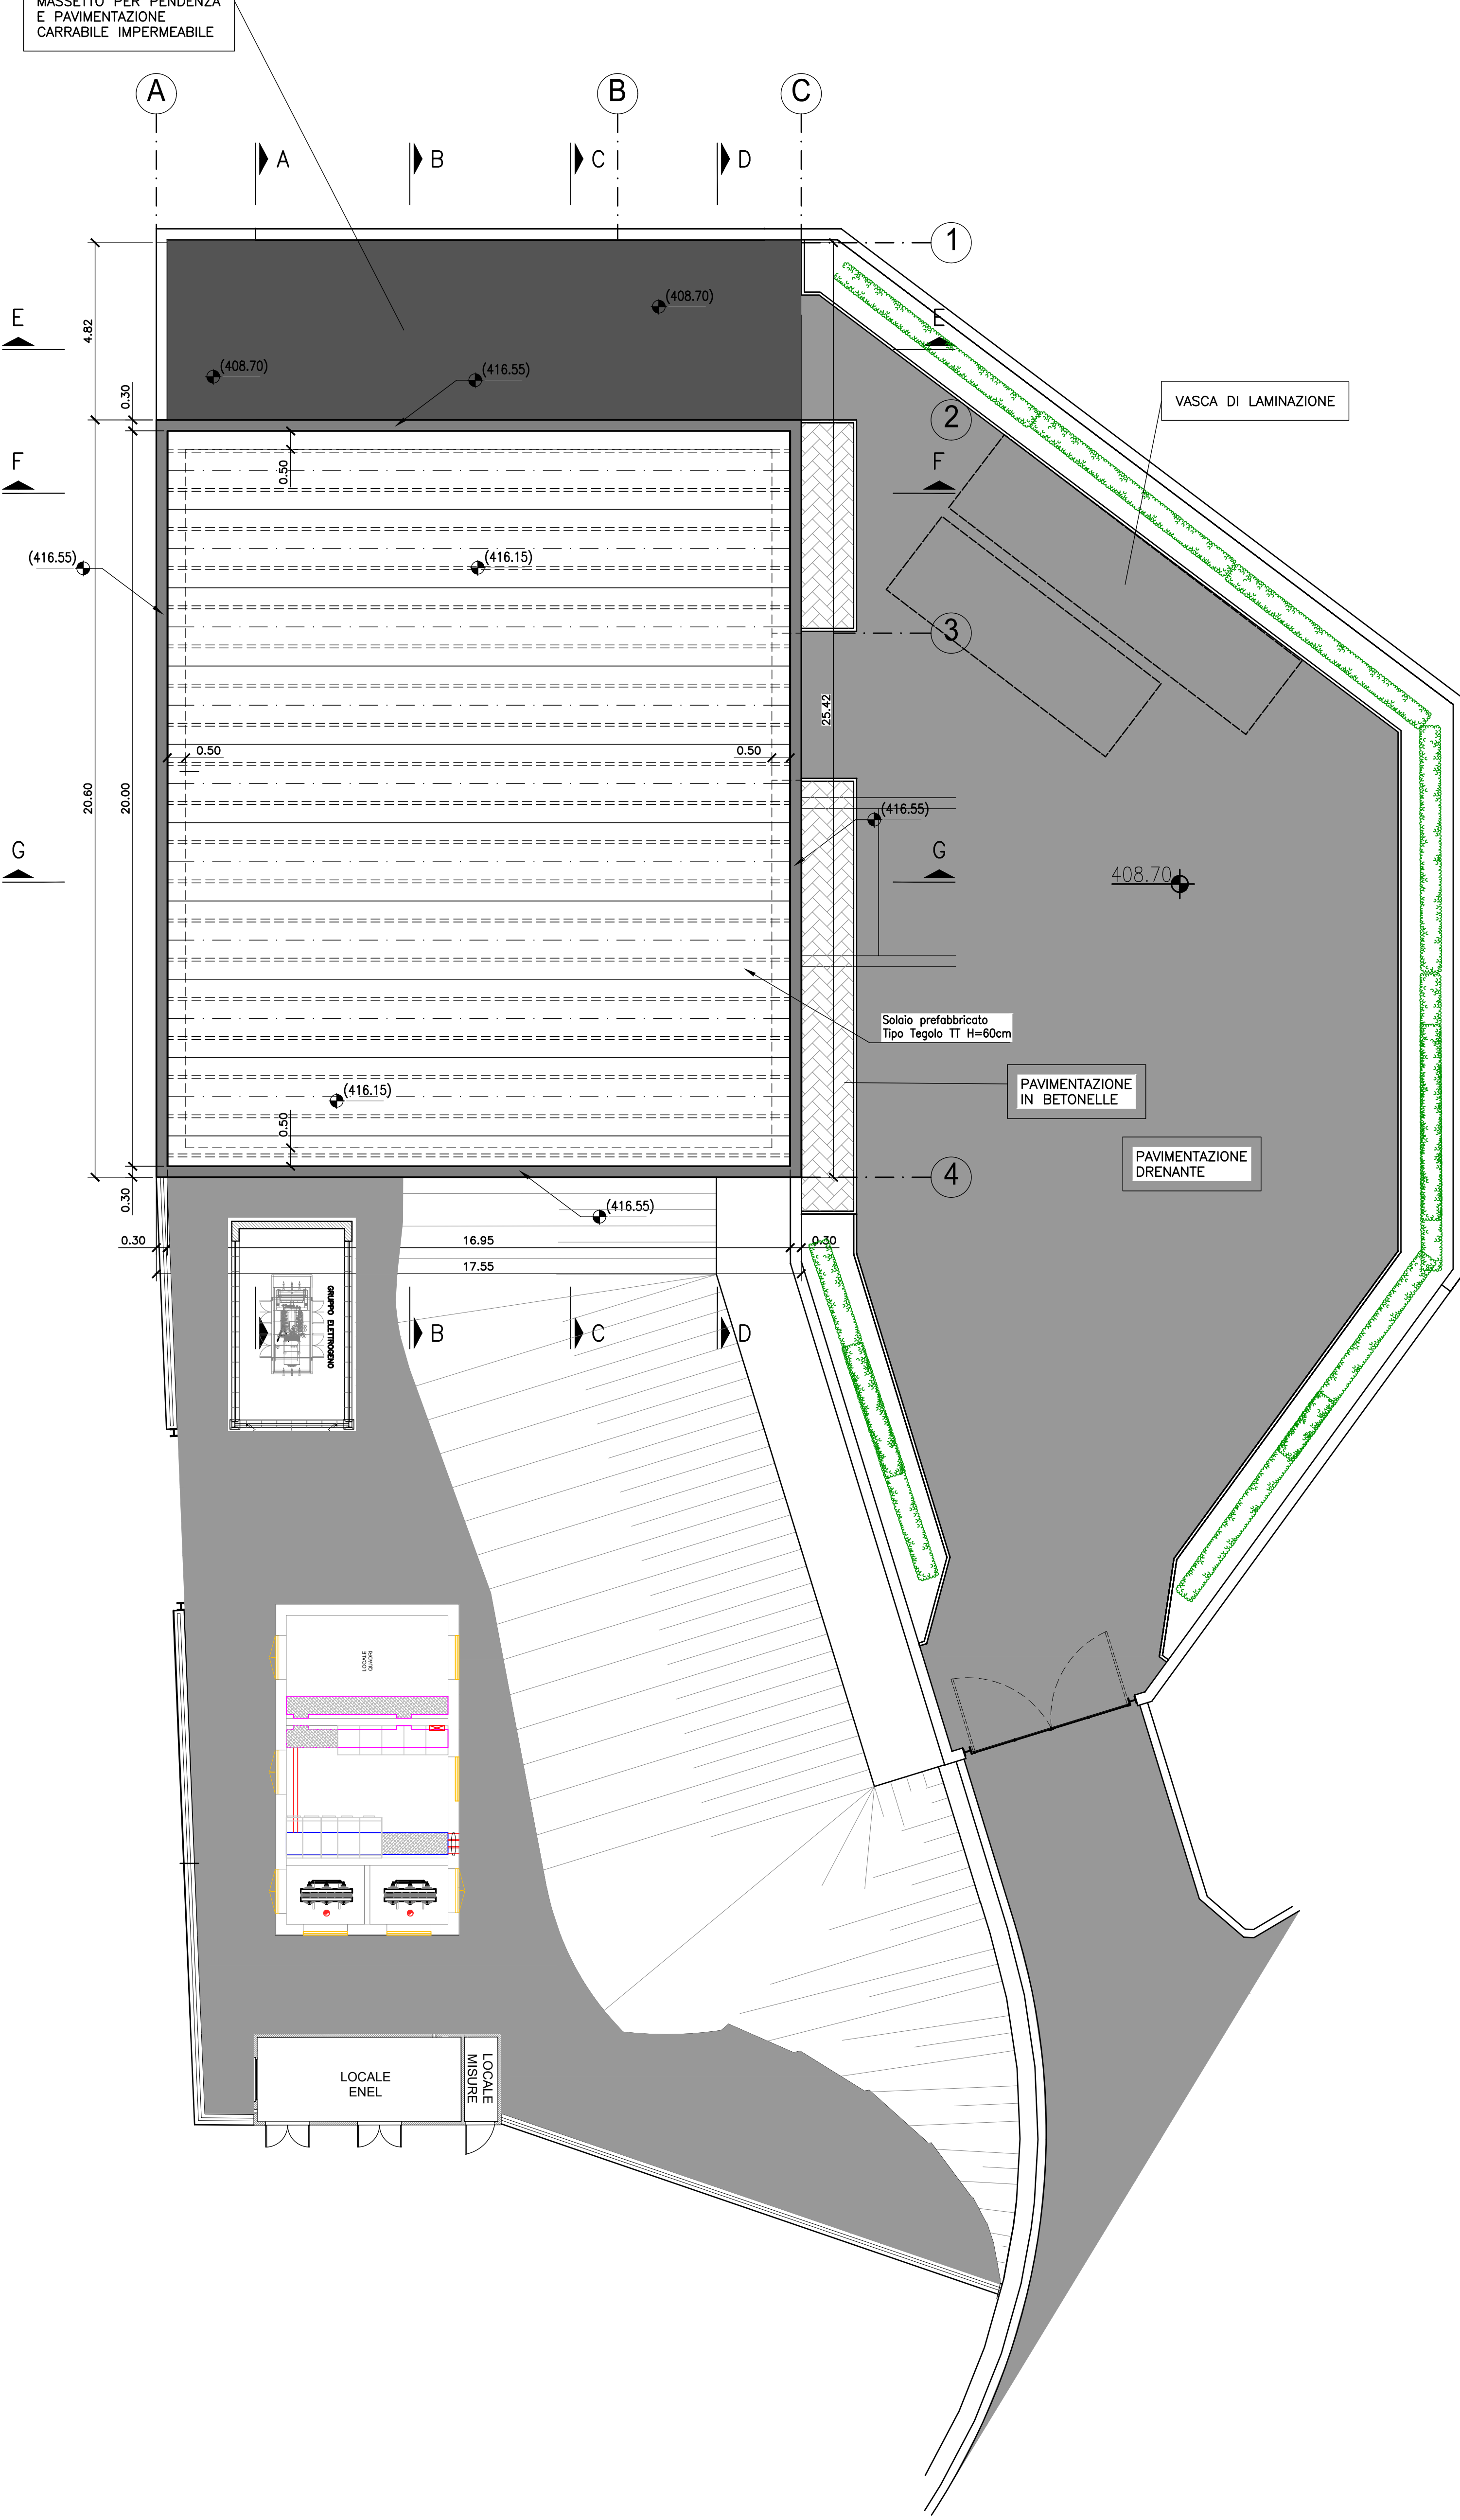 MASSETTO PER PENDENZA
E PAVIMENTAZIONE
CARRABILE IMPERMEABILE
A
B
C
A
B
C
D
1
E
(408.70)
E
4.82
(408.70)
(416.55)
0.30
VASCA DI LAMINAZIONE
2
F
0.50
F
(416.55)
(416.15)
3
25.42
0.50
0.50
20.60
20.00
(416.55)
G
G
408.70
Solaio prefabbricato
Tipo Tegolo TT H=60cm
PAVIMENTAZIONE
IN BETONELLE
(416.15)
0.50
PAVIMENTAZIONE
DRENANTE
4
0.30
(416.55)
0.30
16.95
0.30
17.55
GRUPPO ELETTROGENO
A
B
C
D
LOCALE
QUADRI
LOCALE
ENEL
LOCALE
MISURE